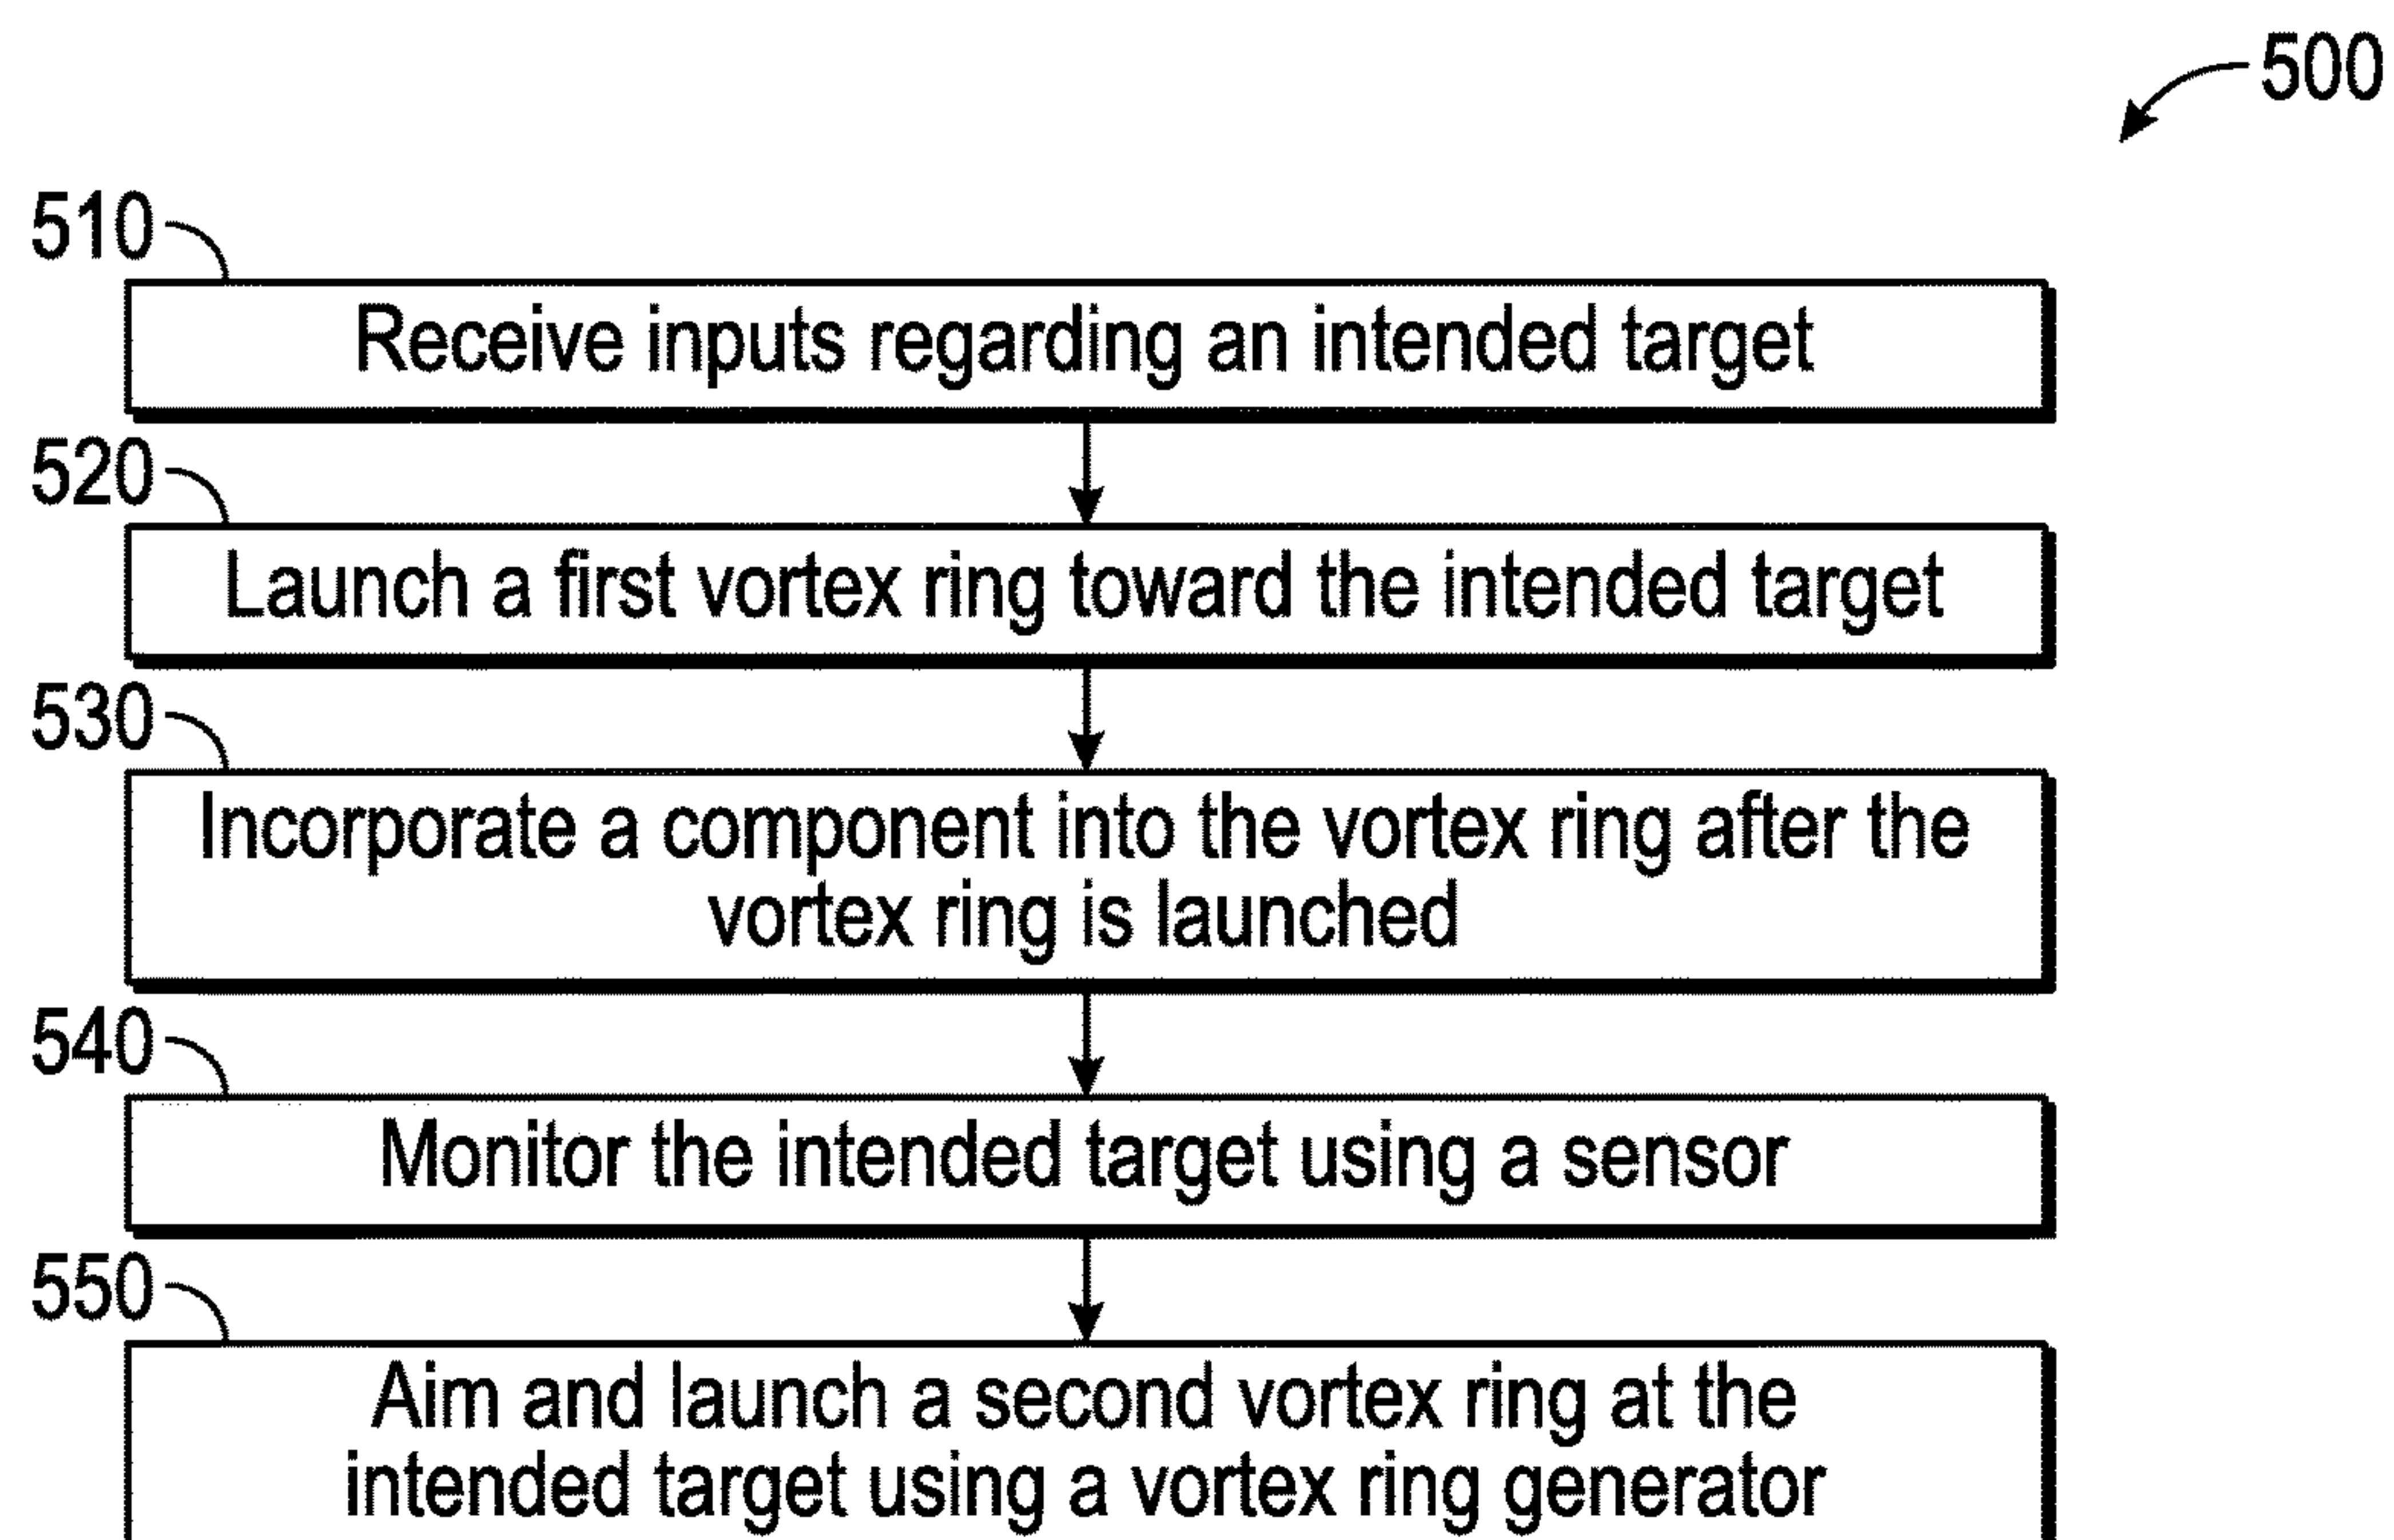 500
510
Receive inputs regarding an intended target
520
Launch a first vortex ring toward the intended target
530
Incorporate a component into the vortex ring after the
vortex ring is launched
540
Monitor the intended target using a sensor
550
Aim and launch a second vortex ring at the
intended target using a vortex ring generator